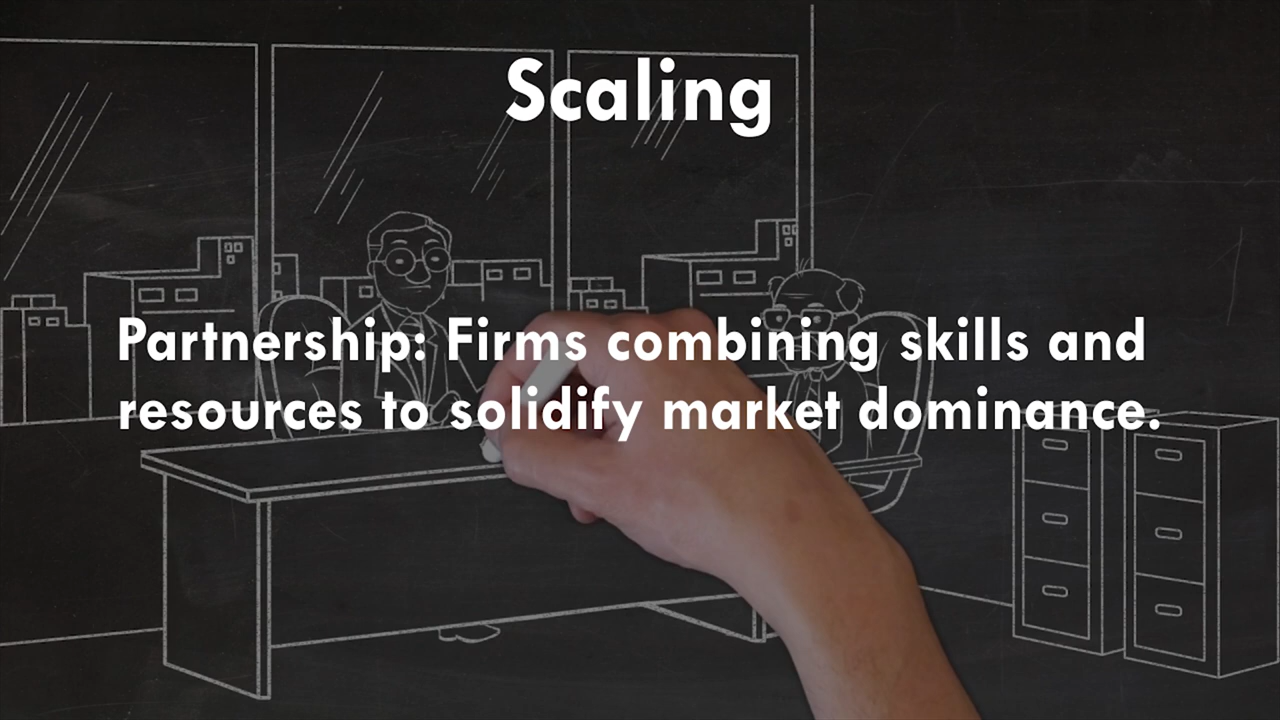 Scaling
Partnership: Firms combining skills and
resources to solidify market dominance.